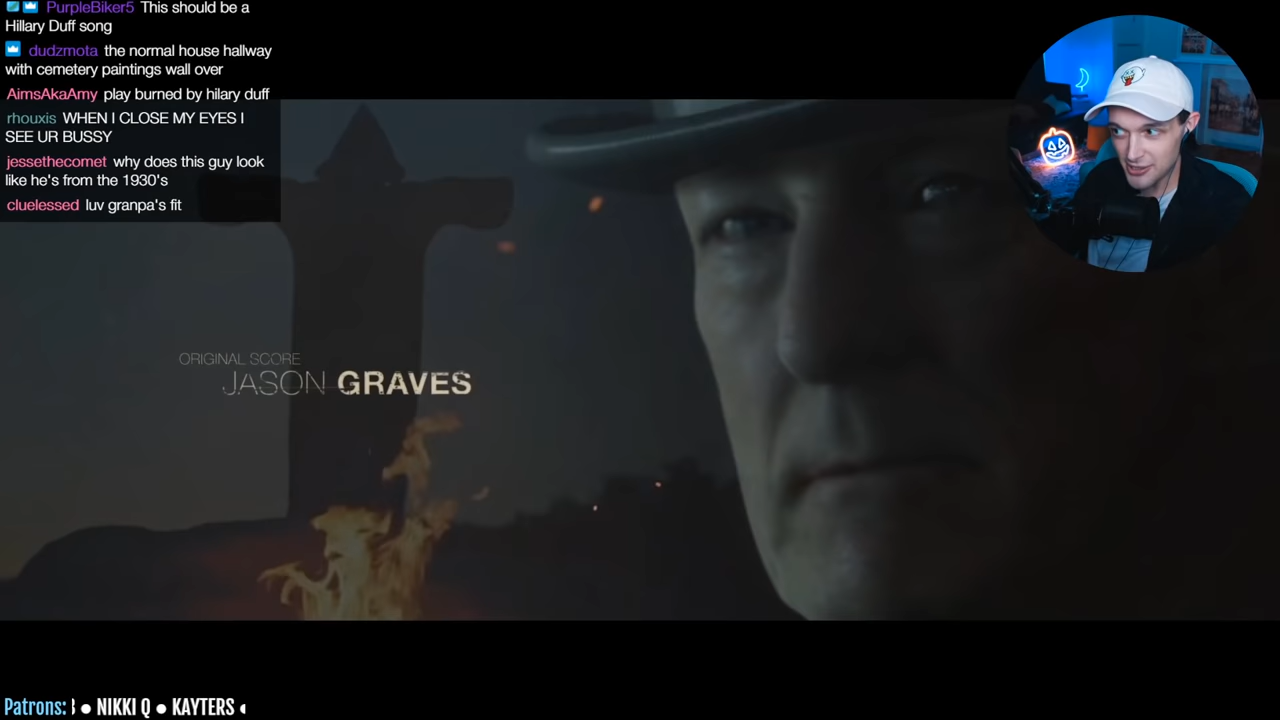 PurpleBiker5 This should be a
Hillary Duff song
dudzmota the normal house hallway
with cemetery paintings wall over
AimsAkaAmy play burned by hilary duff
rhouxis WHEN I CLOSE MY EYES I
SEE UR BUSSY
jessethecomet why does this guy look
like he's from the 1930's
cluelessed luv granpa's fit
ORIGINAL SCORE
JASON GRAVES
Patrons: ● NIKKI Q ● KAYTERS